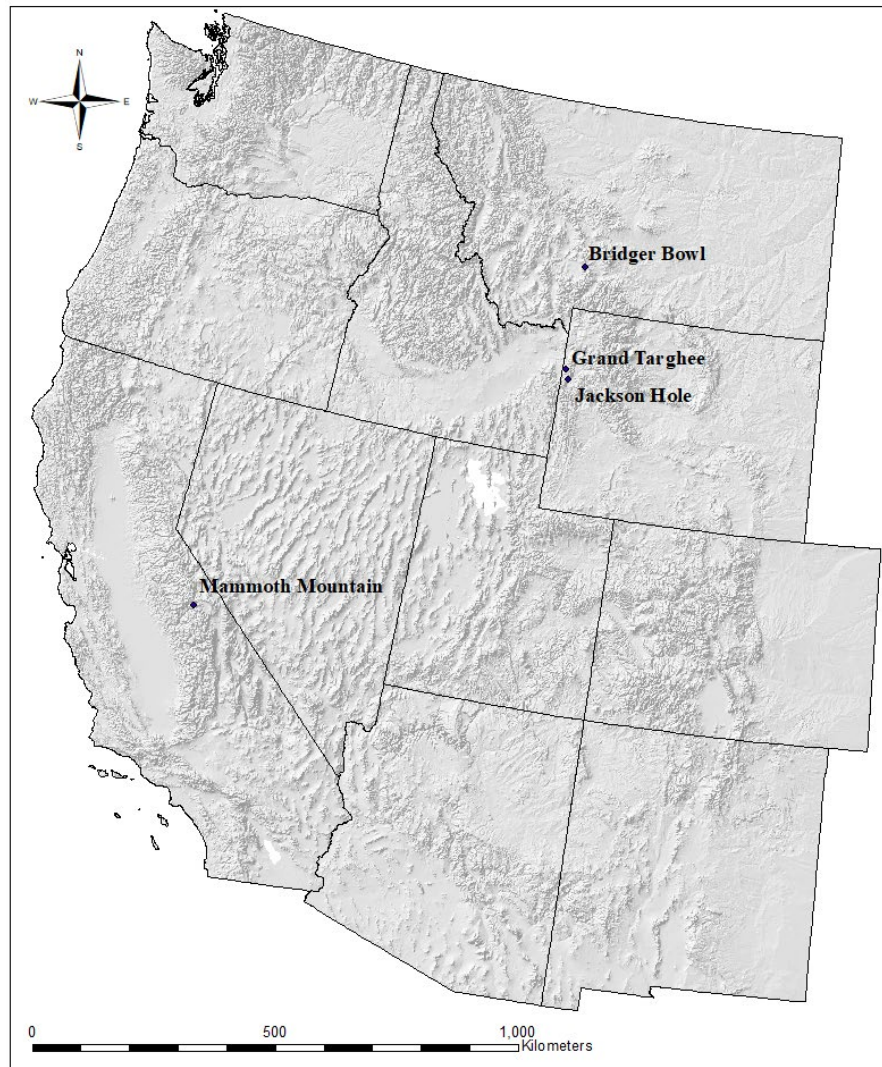 N
W E
S
Bridger Bowl
Grand Targhee
Jackson Hole
Mammoth Mountain
0 500 1,000
Kilometers